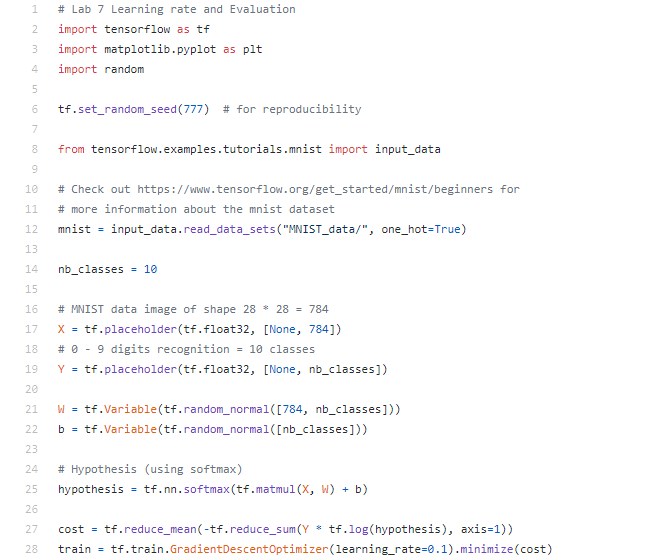 1 # Lab 7 Learning rate and Evaluation
2 import tensorflow as tf
3 import matplotlib.pyplot as plt
4 import random
5
6 tf.set_random_seed(777)  # for reproducibility
7
8 from tensorflow.examples.tutorials.mnist import input_data
9
10 # Check out https://www.tensorflow.org/get_started/mnist/beginners for
11 # more information about the mnist dataset
12 mnist = input_data.read_data_sets("MNIST_data/", one_hot=True)
13
14 nb_classes = 10
15
16 # MNIST data image of shape 28 * 28 = 784
17 X = tf.placeholder(tf.float32, [None, 784])
18 # 0 - 9 digits recognition = 10 classes
19 Y = tf.placeholder(tf.float32, [None, nb_classes])
20
21 W = tf.Variable(tf.random_normal([784, nb_classes]))
22 b = tf.Variable(tf.random_normal([nb_classes]))
23
24 # Hypothesis (using softmax)
25 hypothesis = tf.nn.softmax(tf.matmul(X, W) + b)
26
27 cost = tf.reduce_mean(-tf.reduce_sum(Y * tf.log(hypothesis), axis=1))
28 train = tf.train.GradientDescentOptimizer(learning_rate=0.1).minimize(cost)